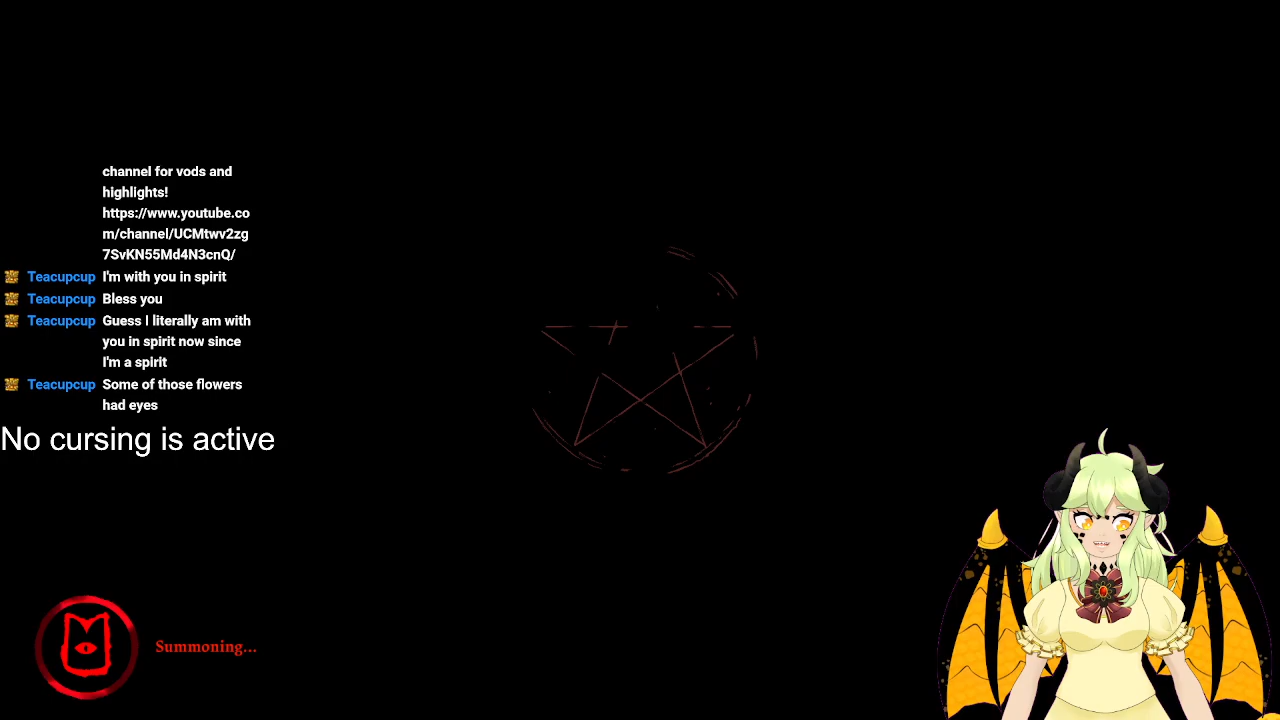 channel for vods and
highlights!
https://www.youtube.co
m/channel/UCMtwv2zg
7SvKN55Md4N3cnQ/
Teacupcup I'm with you in spirit
Teacupcup Bless you
Teacupcup Guess I literally am with
you in spirit now since
I'm a spirit
Teacupcup Some of those flowers
had eyes
No cursing is active
Summoning...